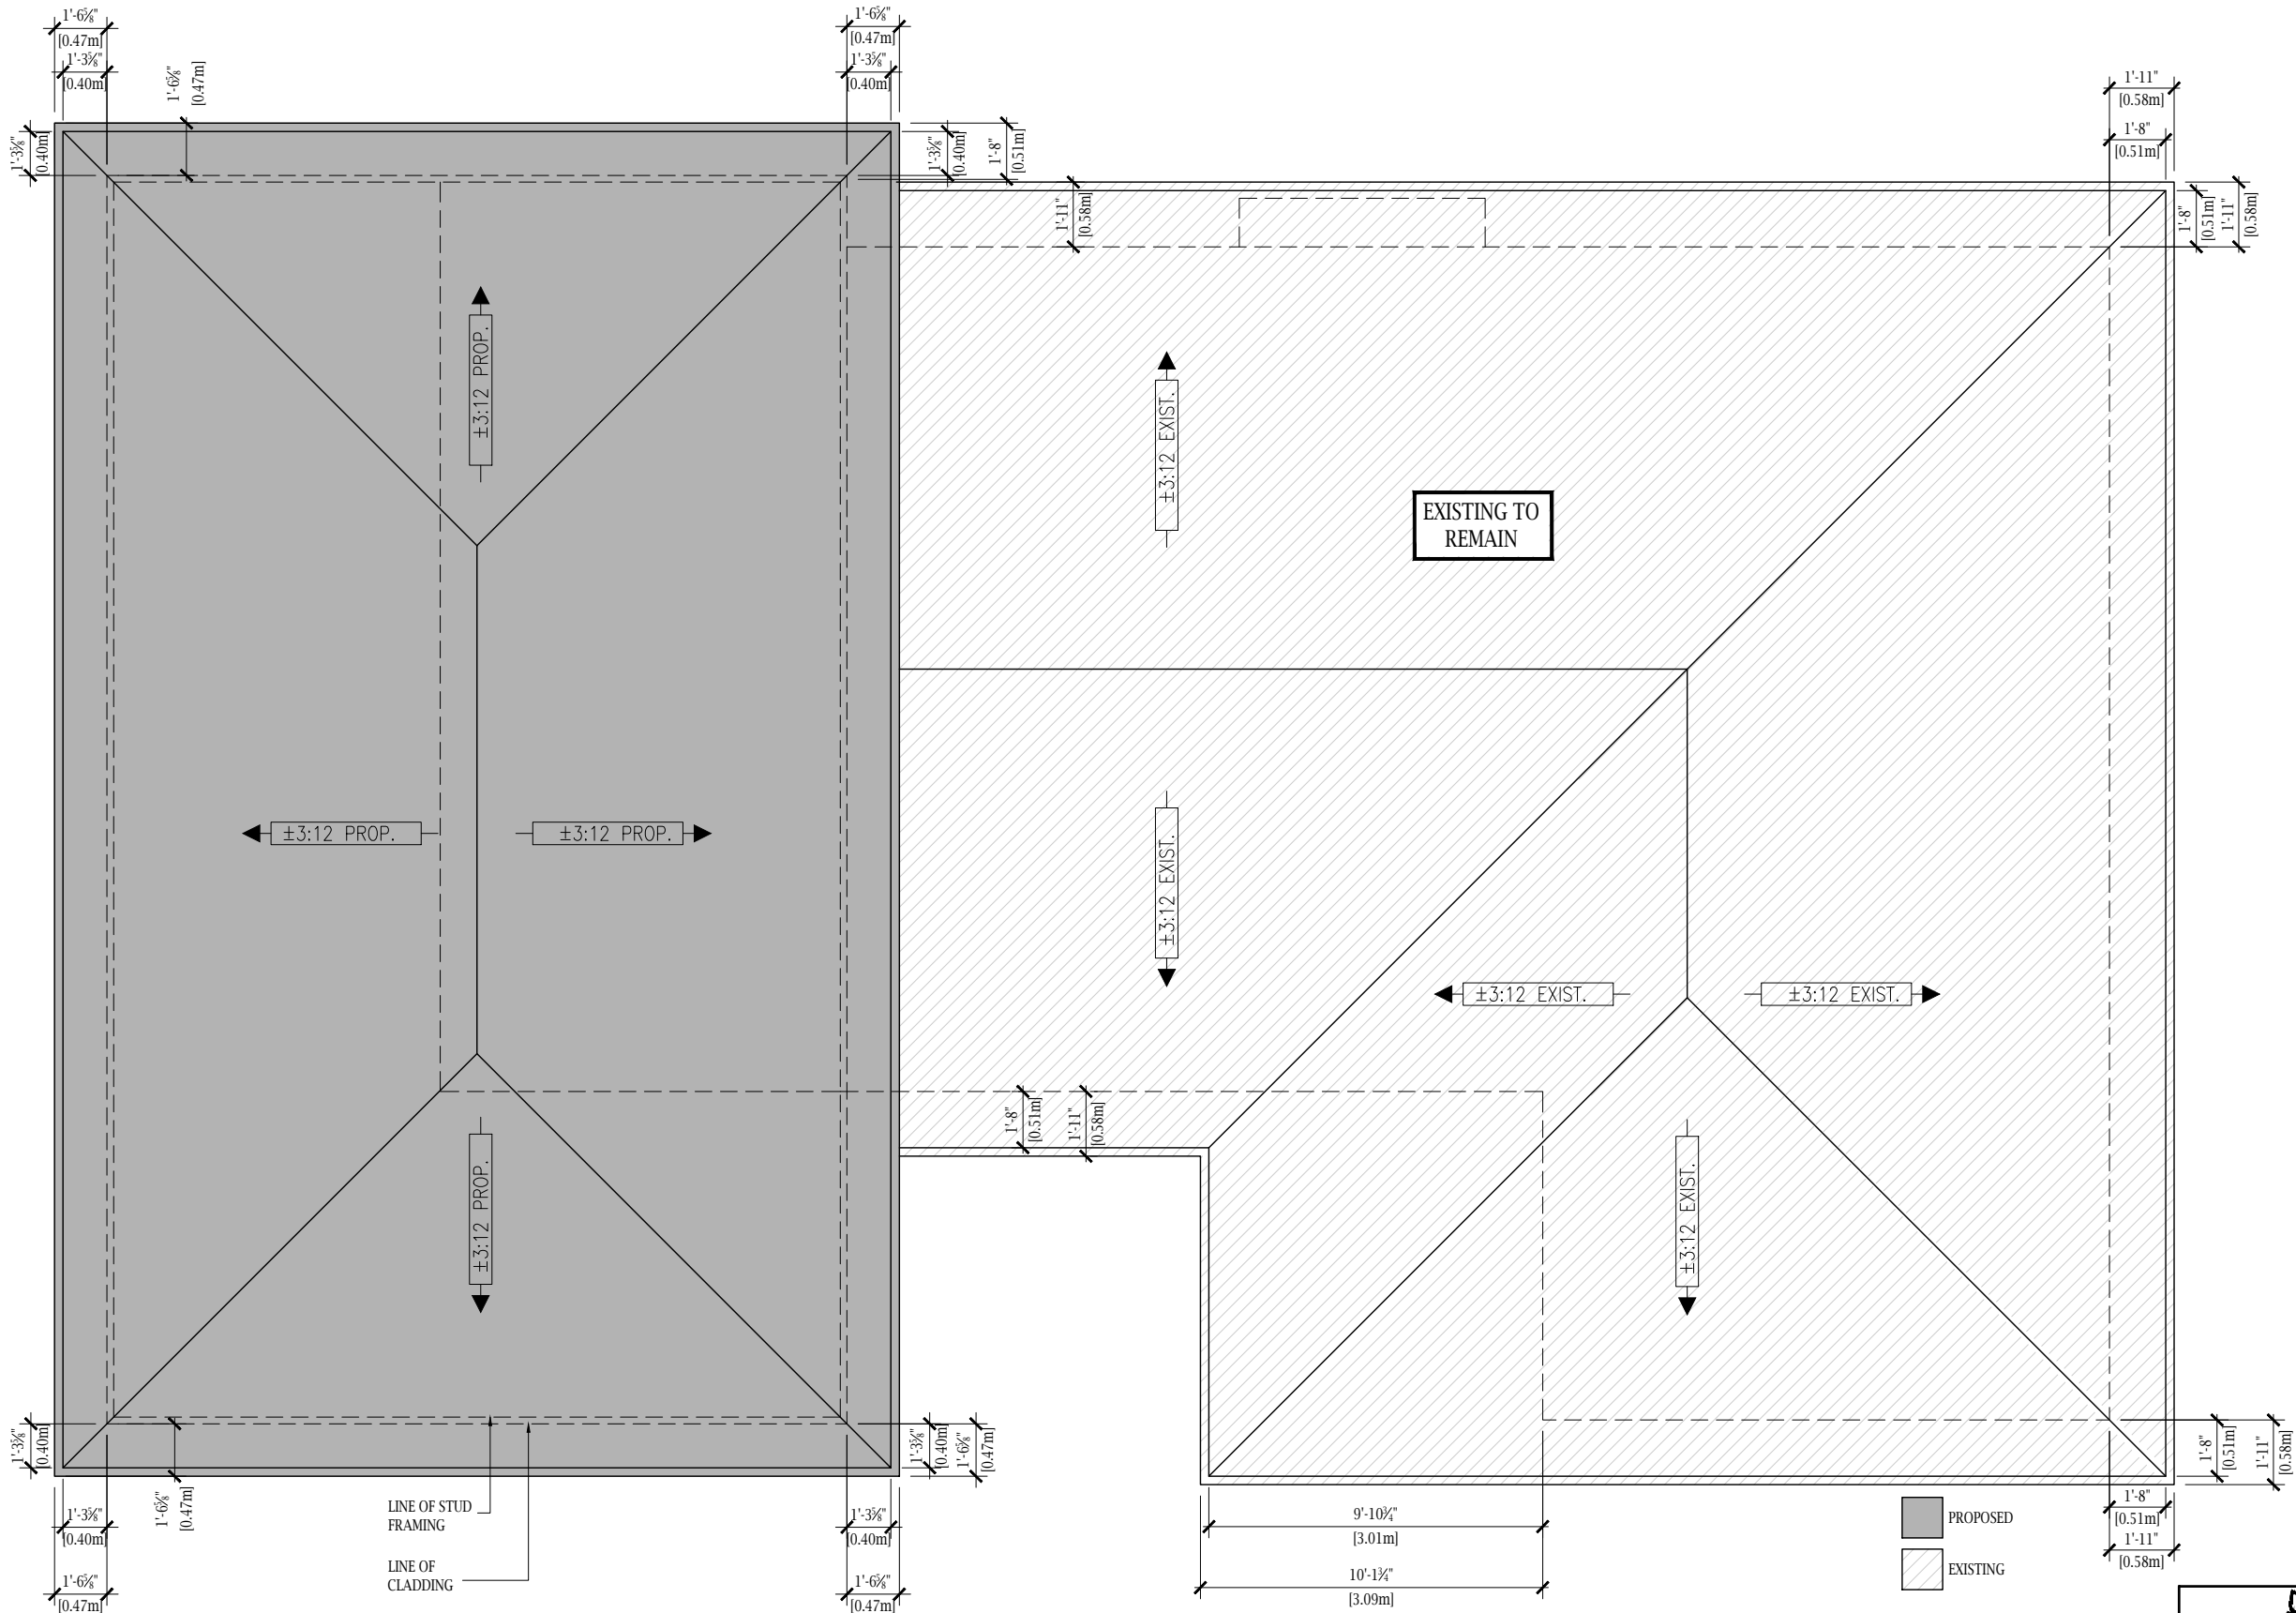 1'-6⅝"
[0.47m]
1'-3⅝"
[0.40m]
1'-6⅝"
[0.47m]
1'-3⅝"
[0.40m]
1'-6⅝"
[0.47m]
1'-3⅝"
[0.40m]
1'-3⅝"
[0.40m]
1'-8"
[0.51m]
1'-11"
[0.58m]
1'-11"
[0.58m]
1'-8"
[0.51m]
1'-8"
[0.51m]
1'-11"
[0.58m]
±3:12 PROP.
±3:12 EXIST.
EXISTING TO
REMAIN
±3:12 PROP.
±3:12 PROP.
±3:12 EXIST.
±3:12 EXIST.
±3:12 EXIST.
1'-8"
[0.51m]
1'-11"
[0.58m]
±3:12 PROP.
±3:12 EXIST.
1'-3⅝"
[0.40m]
1'-6⅝"
[0.47m]
1'-3⅝"
[0.40m]
1'-6⅝"
[0.47m]
1'-8"
[0.51m]
1'-11"
[0.58m]
1'-3⅝"
[0.40m]
1'-6⅝"
[0.47m]
LINE OF STUD
FRAMING
LINE OF
CLADDING
1'-3⅝"
[0.40m]
1'-6⅝"
[0.47m]
9'-10¾"
[3.01m]
10'-1¾"
[3.09m]
PROPOSED
EXISTING
1'-8"
[0.51m]
1'-11"
[0.58m]